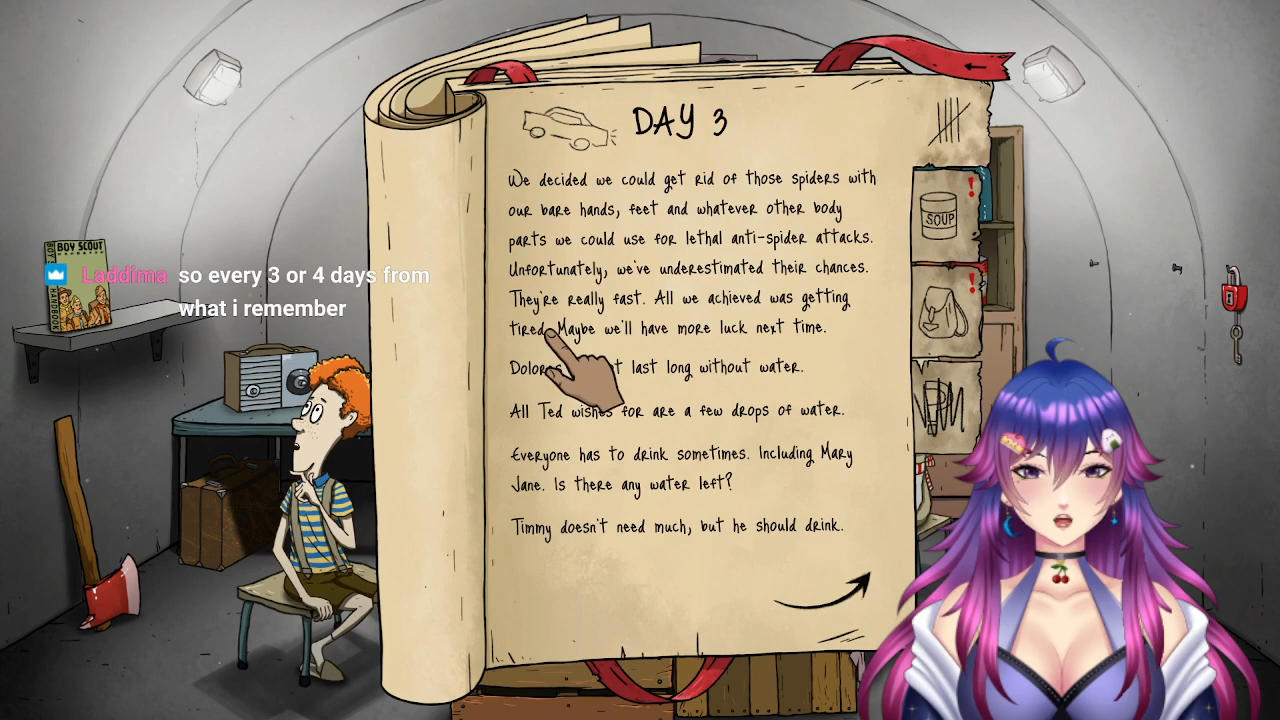 DAY 3
We decided we could get rid of those spiders with
our bare hands, feet and whatever other body
parts we could use for lethal anti-spider attacks.
Unfortunately, we've underestimated their chances.
They're really fast. All we achieved was getting
tired. Maybe we'll have more luck next time.
last long without water.
All Ted wishes for are a few drops of water.
Everyone has to drink sometimes. Including Mary
Jane. Is there any water left?
Timmy doesn't need much, but he should drink.
SOUP
BOY SCOUT
Laddima so every 3 or 4 days from
what i remember